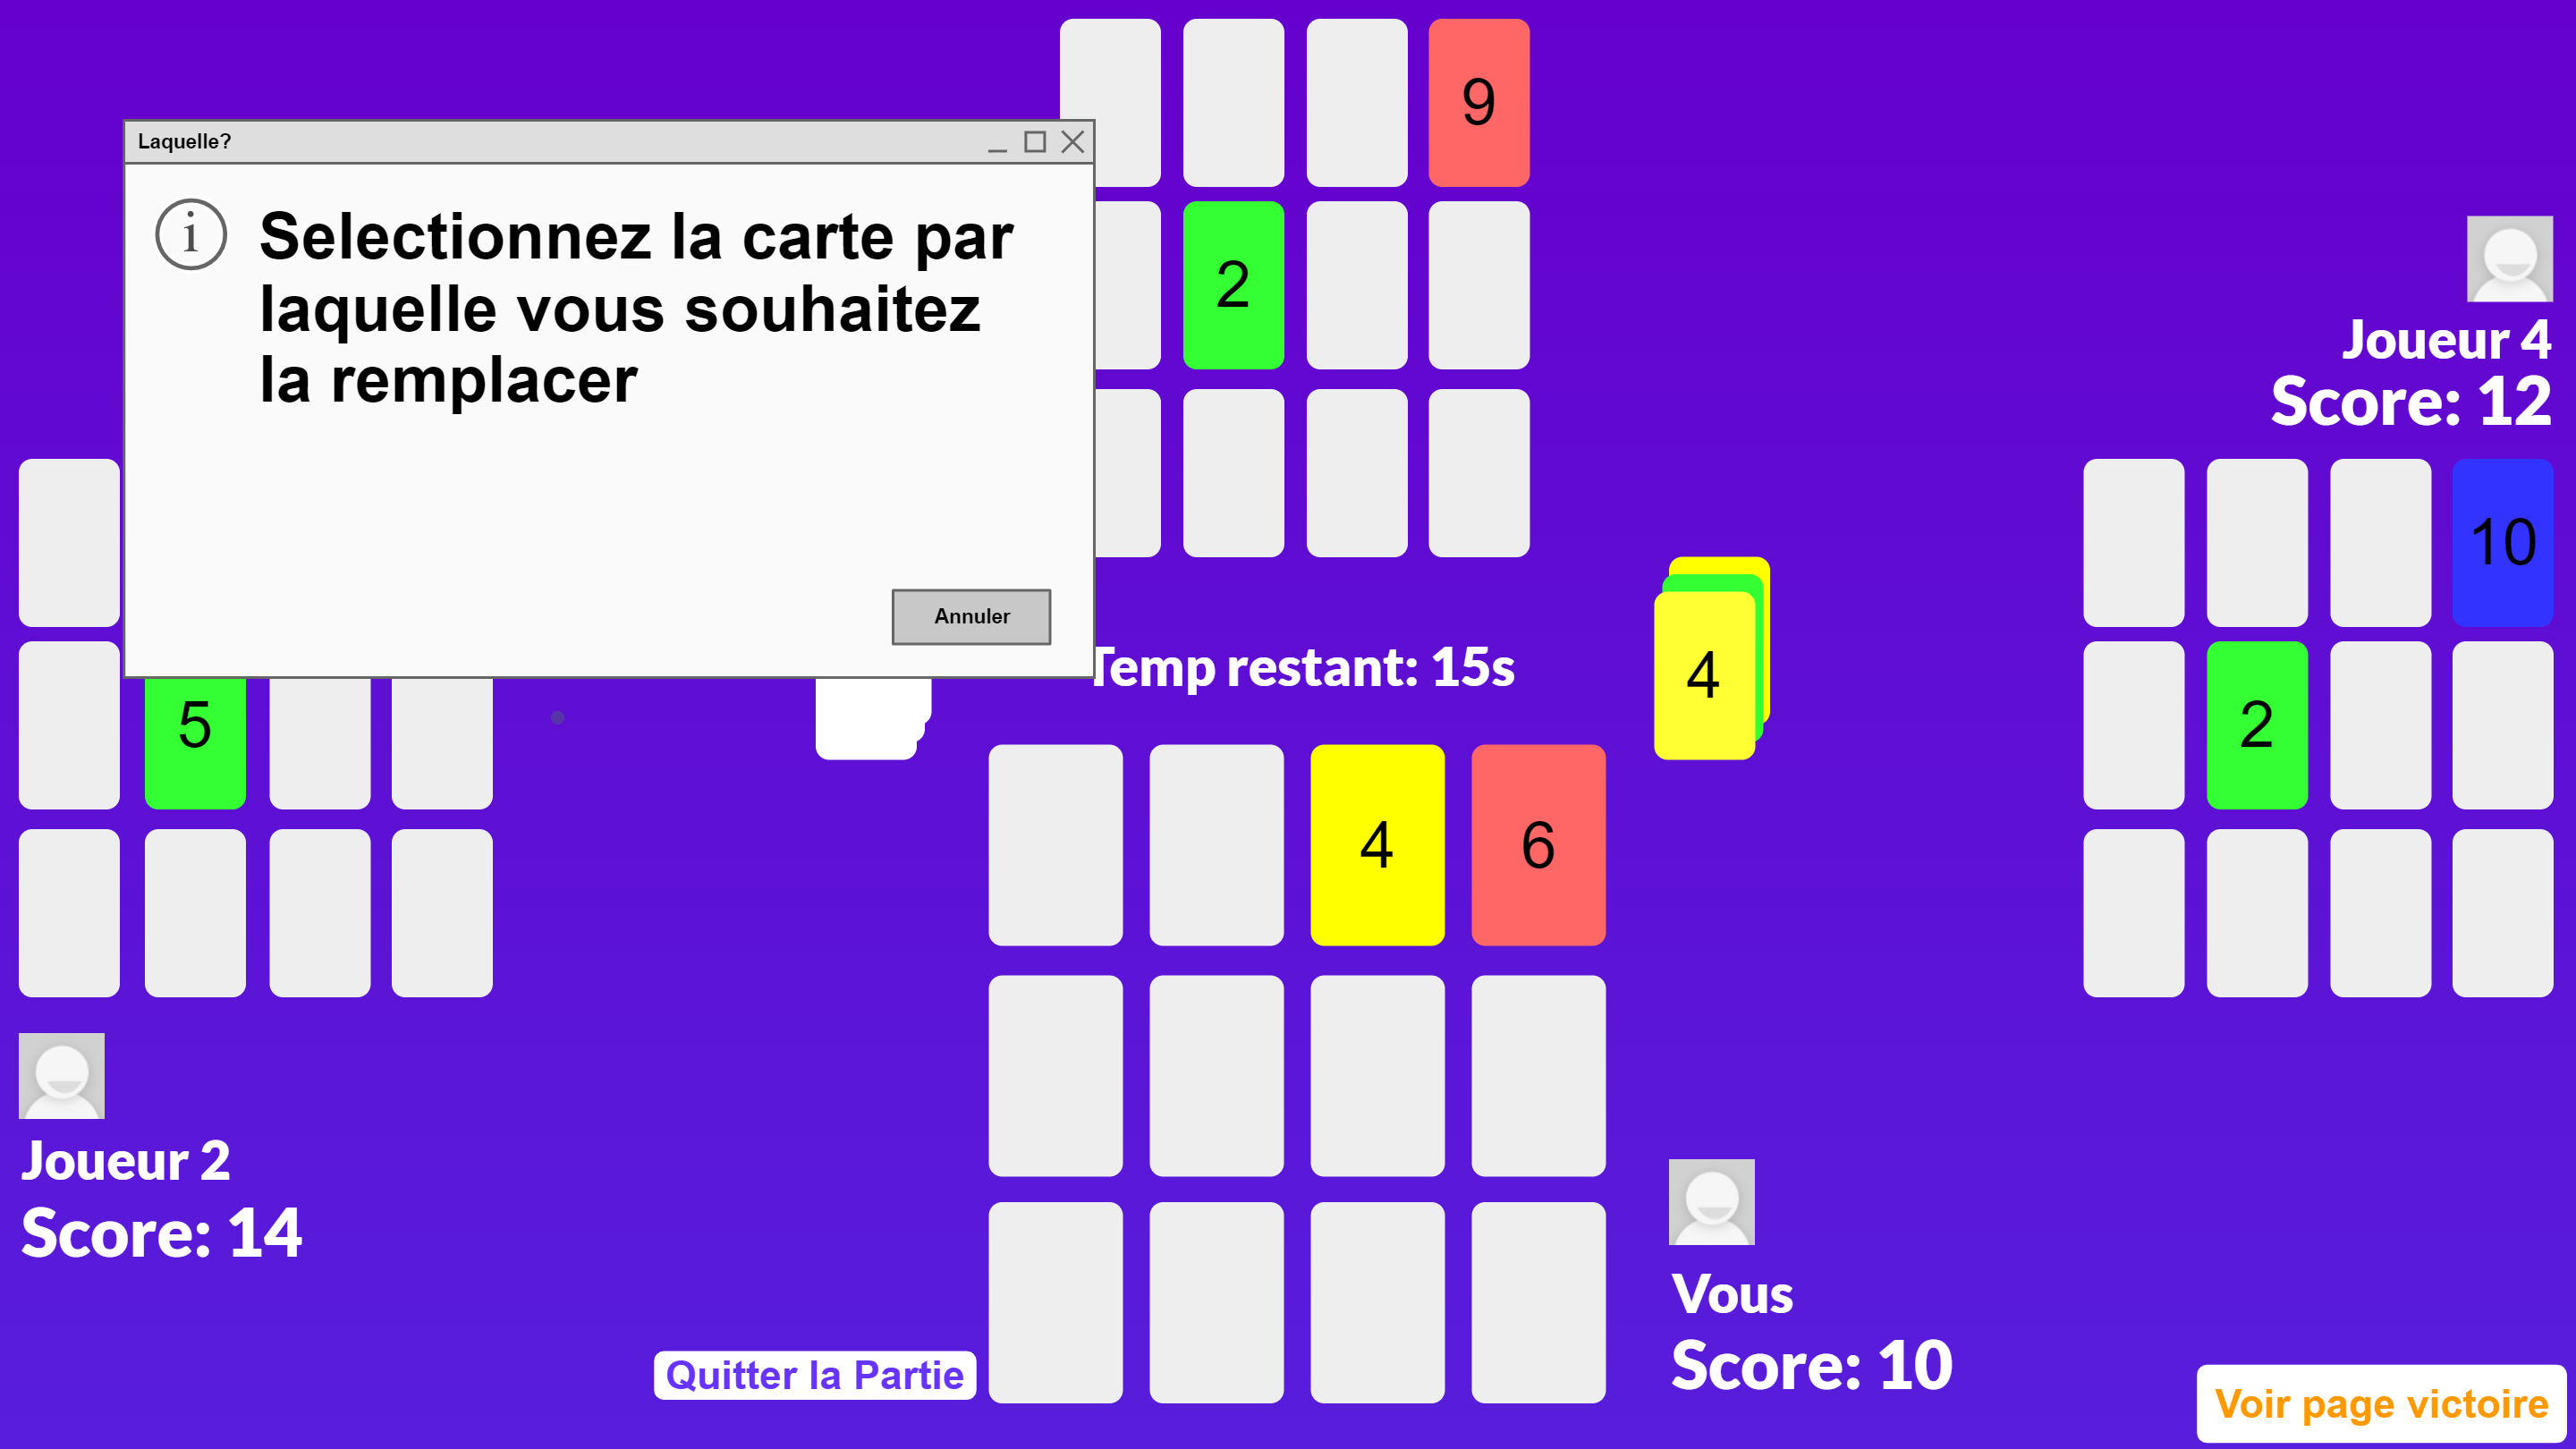 9
Laquelle?
i
Selectionnez la carte par
laquelle vous souhaitez
la remplacer
2
Joueur 4
Score: 12
10
Annuler
Temp restant: 15s
4
5
2
4
6
Joueur 2
Score: 14
Vous
Score: 10
Quitter la Partie
Voir page victoire